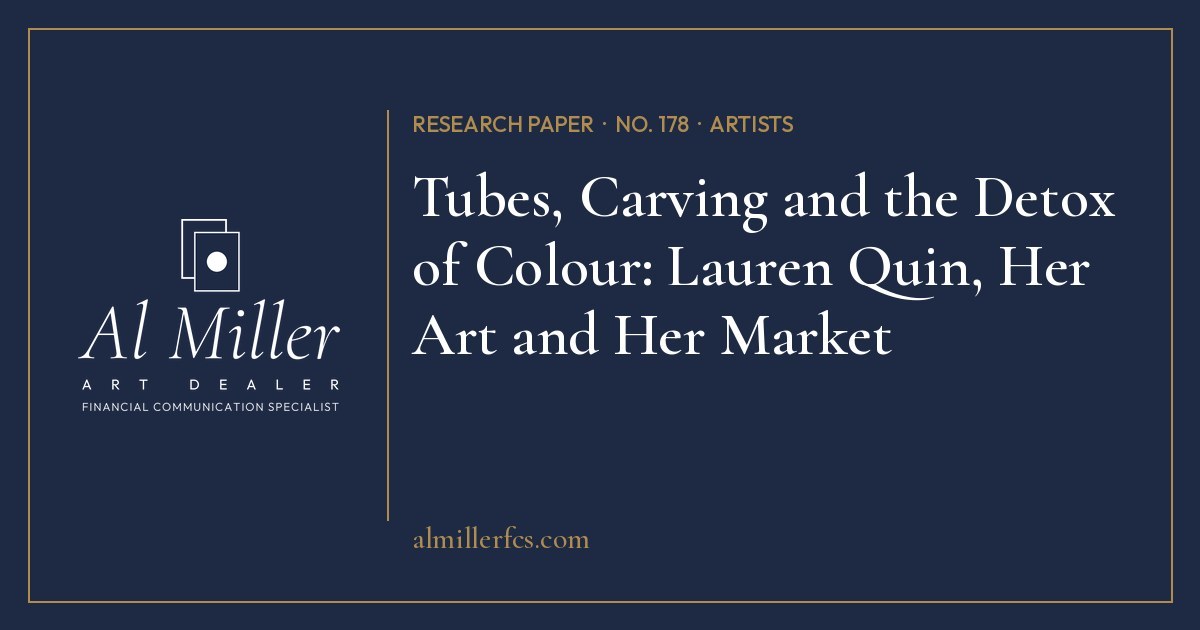 Al Miller
ART DEALER
FINANCIAL COMMUNICATION SPECIALIST
RESEARCH PAPER · NO. 178 · ARTISTS
Tubes, Carving and the Detox
of Colour: Lauren Quin, Her
Art and Her Market
almillerfcs.com